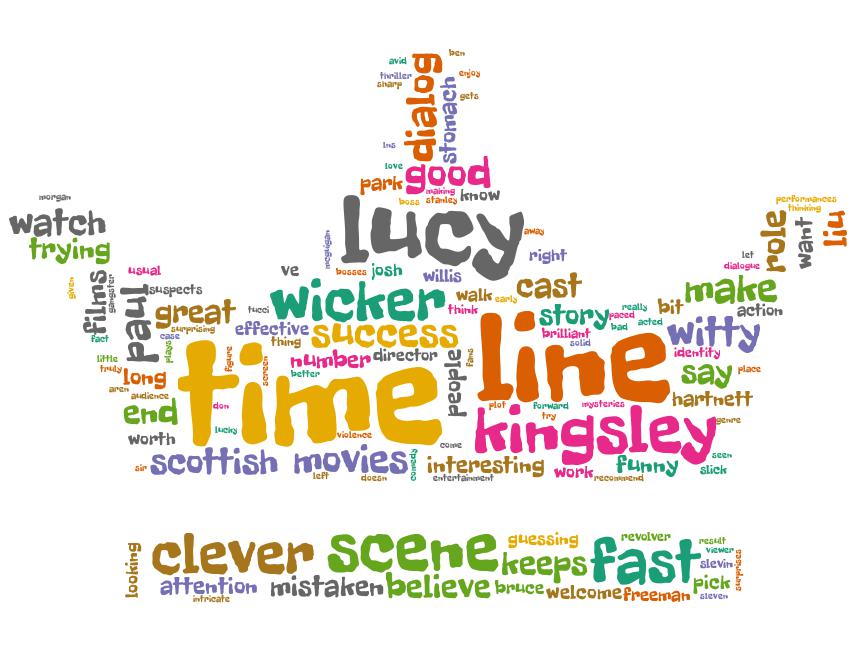 ben
avid
dialog
thriller
enjoy
sharp
stomach
gets
lns
love
good
park
making
know
boss
stanley
morgan
performances
thinking
watch
lucy
role
want
liu
trying
mcguigan
away
right
let
usual
ve
bosses
josh
willis
dialogue
given
films
gangster
paul
suspects
wicker
walk
early
cast
make
great
tucci
think
story
really
paced
bit
action
surprising
effective
success
brilliant
bad
acted
witty
fact
case
thing
line
solid
plays
time
number
director
people
fans
identity
little
truly
figure
screen
better
say
place
long
aren
audience
hartnett
end
don
plot
forward
mysteries
kingsley
try
genre
lucky
violence
worth
come
scottish
movies
comedy
interesting
work
funny
seen
slick
sir
left
doesn
entertainment
recommend
looking
clever
scene
guessing
revolver
result
viewer
keeps
fast
slevin
surprises
attention
mistaken
believe
bruce
welcome
freeman
pick
intricate
sleven